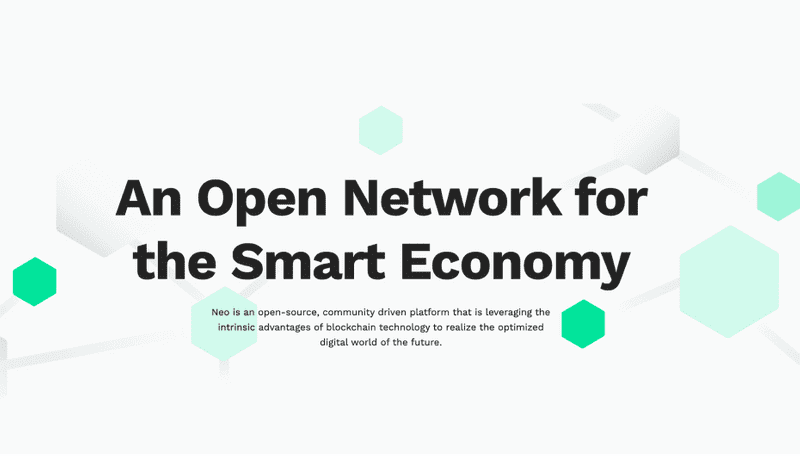 An Open Network for
the Smart Economy
Neo is an open-source, community driven platform that is leveraging the
intrinsic advantages of blockchain technology to realize the optimized
digital world of the future.